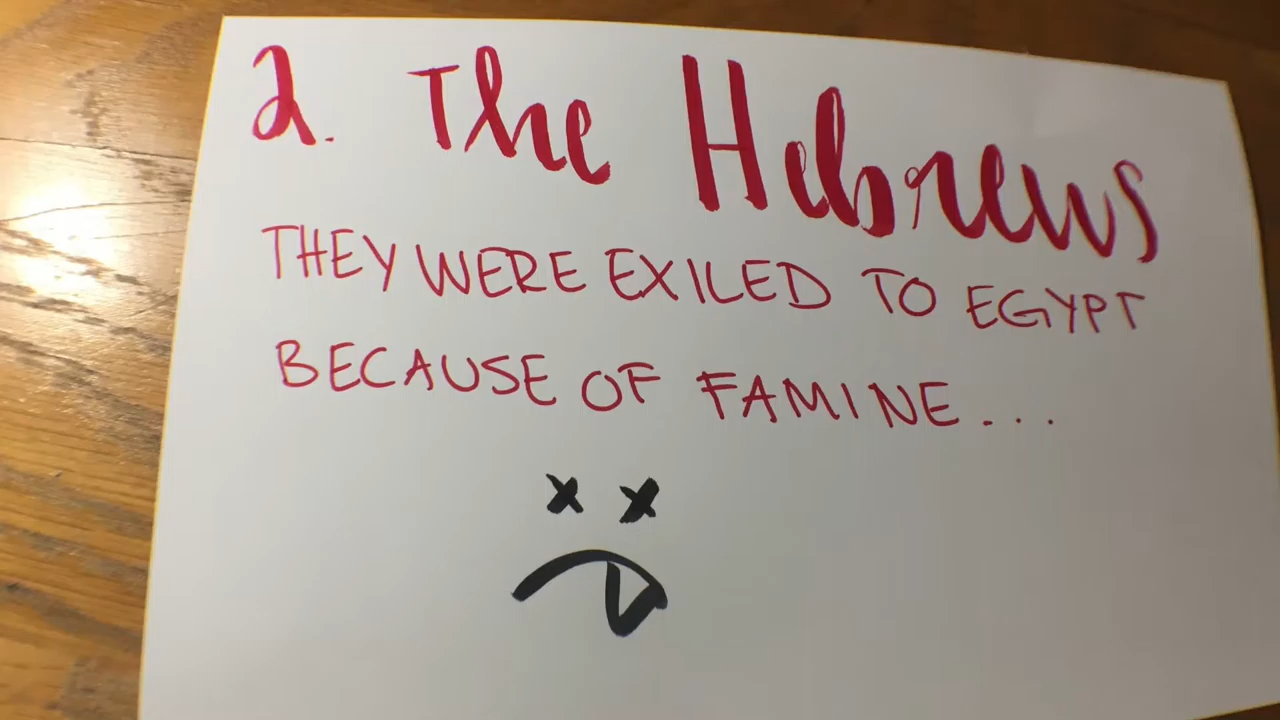 2. The Hebrews
THEY WERE EXILED TO EGYPT
BECAUSE OF FAMINE...